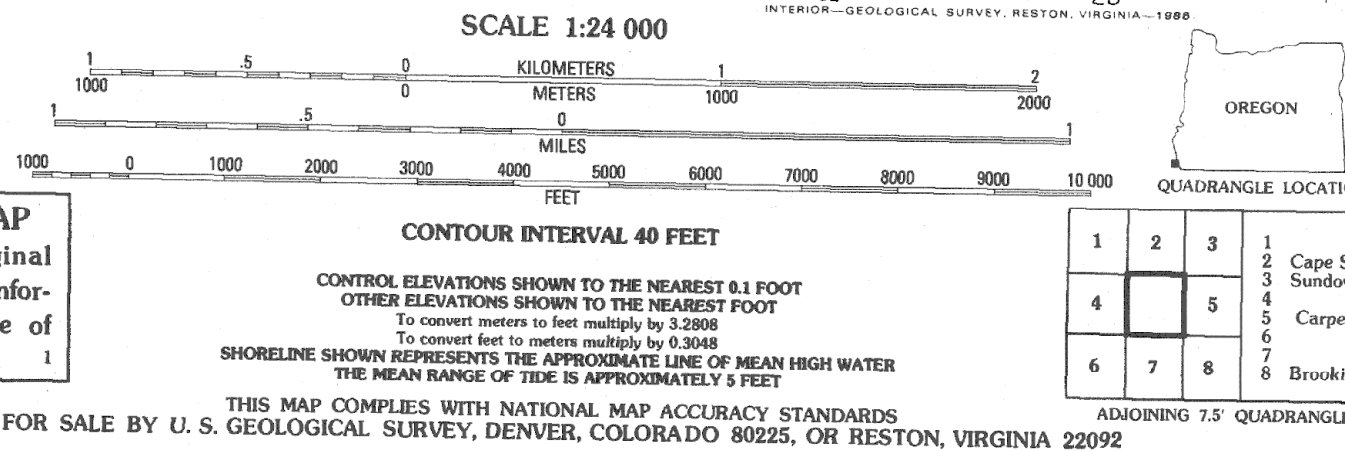 INTERIOR—GEOLOGICAL SURVEY, RESTON, VIRGINIA—1988
SCALE 1:24 000
1 .5 0 KILOMETERS 1 2
1000 0 METERS 1000 2000
1 .5 0 1
MILES
1000 0 1000 2000 3000 4000 5000 6000 7000 8000 9000 10 000
FEET
CONTOUR INTERVAL 40 FEET
CONTROL ELEVATIONS SHOWN TO THE NEAREST 0.1 FOOT
OTHER ELEVATIONS SHOWN TO THE NEAREST FOOT
To convert meters to feet multiply by 3.2808
To convert feet to meters multiply by 0.3048
SHORELINE SHOWN REPRESENTS THE APPROXIMATE LINE OF MEAN HIGH WATER
THE MEAN RANGE OF TIDE IS APPROXIMATELY 5 FEET
THIS MAP COMPLIES WITH NATIONAL MAP ACCURACY STANDARDS
FOR SALE BY U. S. GEOLOGICAL SURVEY, DENVER, COLORADO 80225, OR RESTON, VIRGINIA 22092
AP
ginal
nfor-
e of
1
OREGON
QUADRANGLE LOCATI
1 2 3
4 5
6 7 8
1
2 Cape S
3 Sundo
4
5 Carpe
6
7
8 Brooki
ADJOINING 7.5' QUADRANGLE